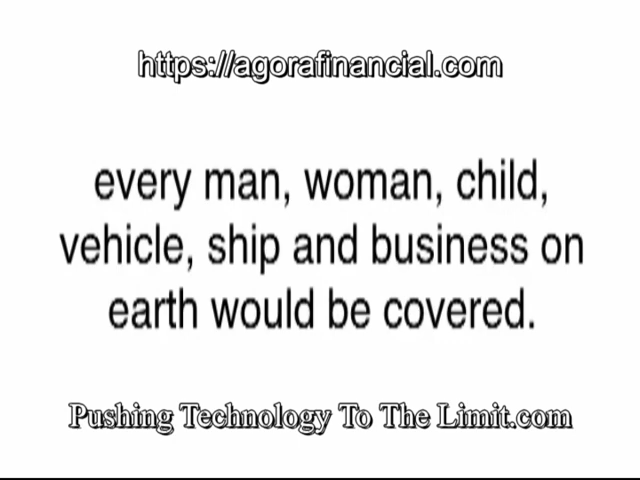 https://agorafinancial.com
every man, woman, child,
vehicle, ship and business on
earth would be covered.
Pushing Technology To The Limit.com